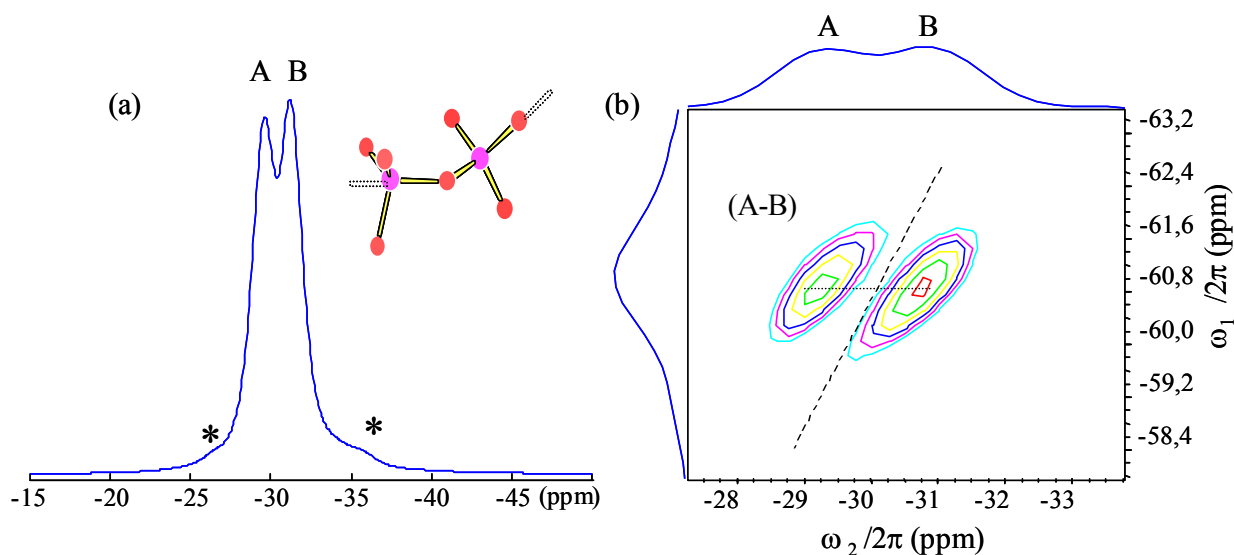 (a)
A B
*
*
-15 -20 -25 -30 -35 -40 -45 (ppm)
(b)
A B
(A-B)
-63,2
-62,4
-61,6
-60,8
-60,0
-59,2
-58,4
ω1 /2π (ppm)
-28 -29 -30 -31 -32 -33
ω2 /2π (ppm)